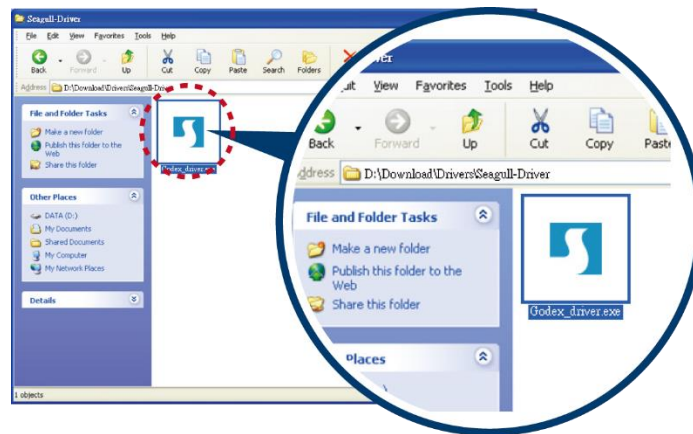 Seagull-Driver
File Edit View Favorites Tools Help
Back Forward Up Cut Copy Paste Search Folders
Address D:\Download\Drivers\Seagull-Driver
File and Folder Tasks
Make a new folder
Publish this folder to the
Web
Share this folder
Other Places
DATA (D:)
My Documents
Shared Documents
My Computer
My Network Places
Details
Godex_driver.exe
1 objects
View Favorites Tools Help
Back Forward Up Cut Copy Paste
Address D:\Download\Drivers\Seagull-Driver
File and Folder Tasks
Make a new folder
Publish this folder to the
Web
Share this folder
Places
Godex_driver.exe